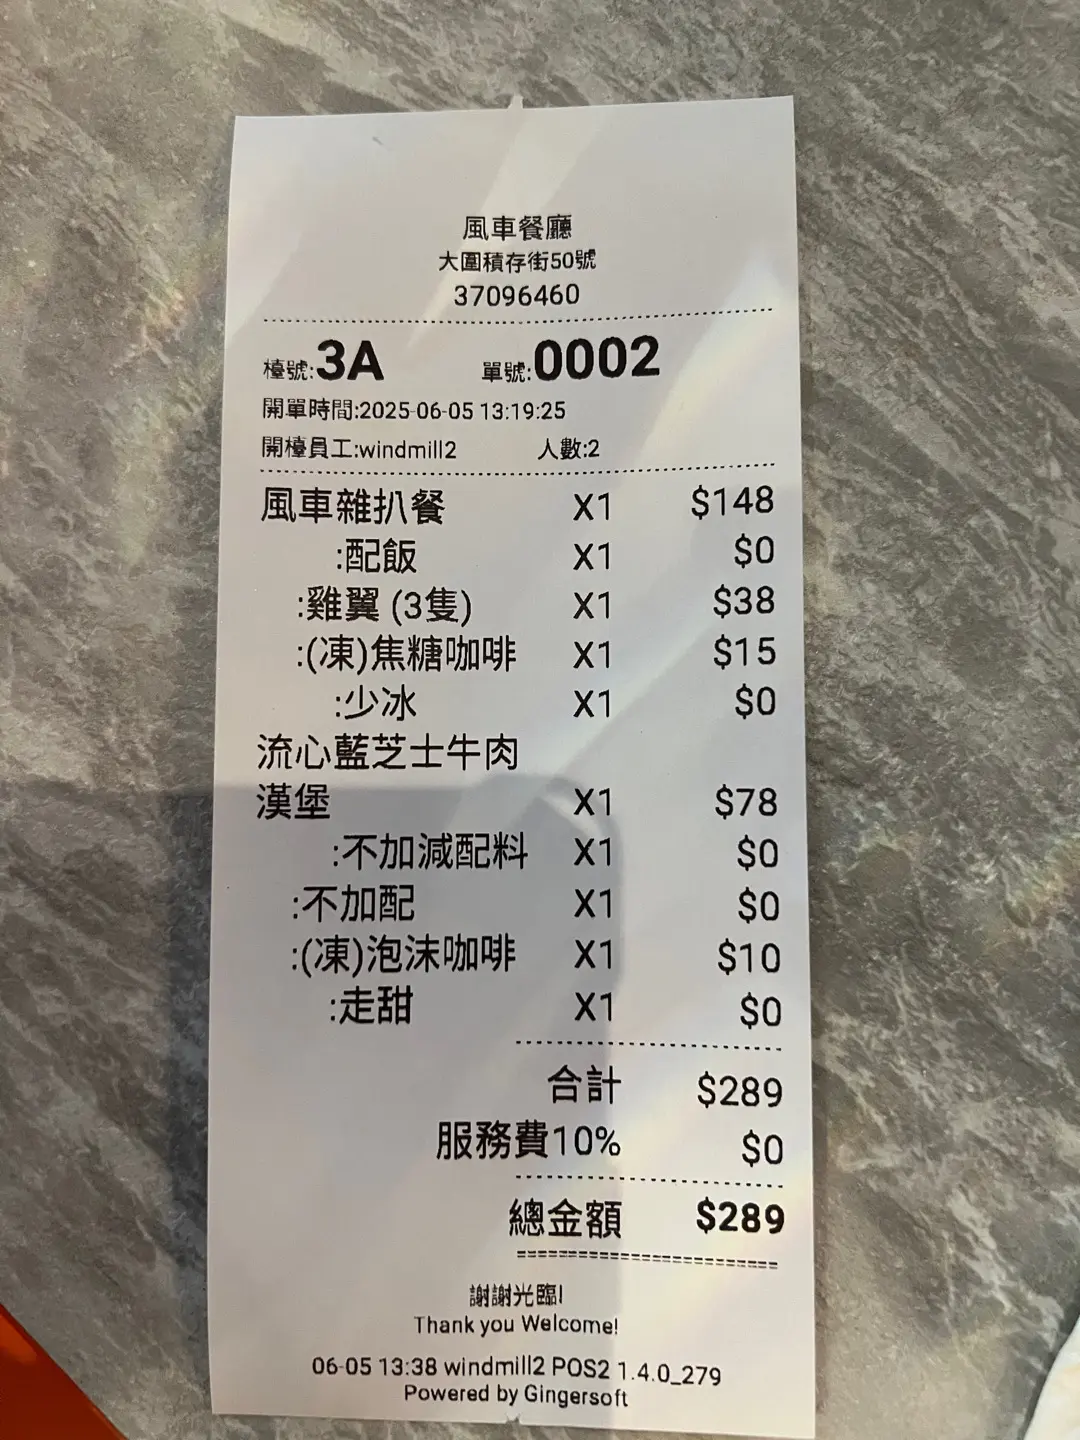 風車餐廳
大圍積存街50號
37096460
檯號:3A 單號:0002
開單時間:2025-06-05 13:19:25
開檯員工:windmill2 人數:2
風車雜扒餐 X1 $148
:配飯 X1 $0
:雞翼 (3隻) X1 $38
:(凍)焦糖咖啡 X1 $15
:少冰 X1 $0
流心藍芝士牛肉
漢堡 X1 $78
:不加減配料 X1 $0
:不加配 X1 $0
:(凍)泡沫咖啡 X1 $10
:走甜 X1 $0
合計 $289
服務費10% $0
總金額 $289
謝謝光臨!
Thank you Welcome!
06-05 13:38 windmill2 POS2 1.4.0_279
Powered by Gingersoft